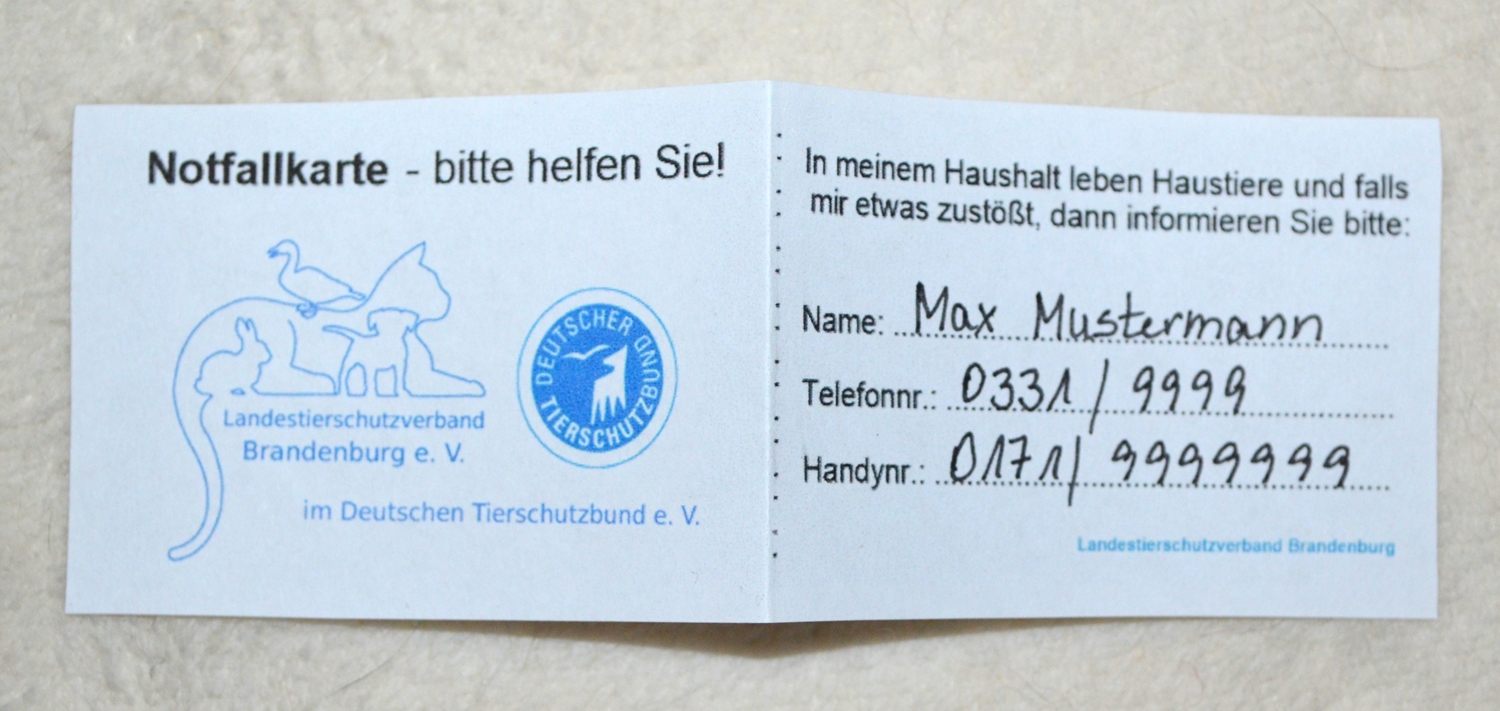 Notfallkarte - bitte helfen Sie!
Landestierschutzverband
Brandenburg e. V.
DEUTSCHER TIERSCHUTZBUND
im Deutschen Tierschutzbund e. V.
In meinem Haushalt leben Haustiere und falls
mir etwas zustößt, dann informieren Sie bitte:
Name: Max Mustermann
Telefonnr.: 0331/9999
Handynr.: 0171/9999999
Landestierschutzverband Brandenburg